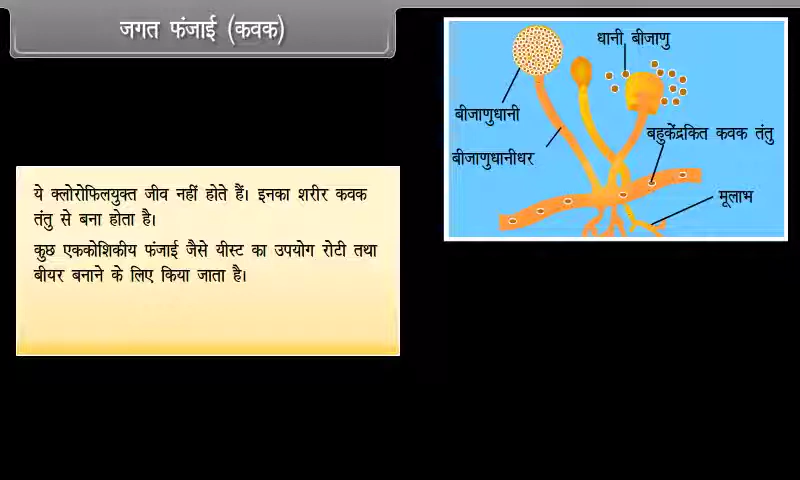 जगत फंजाई (कवक)
धानी बीजाणु
बीजाणुधानी
बहुकेंद्रकित कवक तंतु
बीजाणुधानीधर
मूलाभ
ये क्लोरोफिलयुक्त जीव नहीं होते हैं। इनका शरीर कवक
तंतु से बना होता है।
कुछ एककोशिकीय फंजाई जैसे यीस्ट का उपयोग रोटी तथा
बीयर बनाने के लिए किया जाता है।